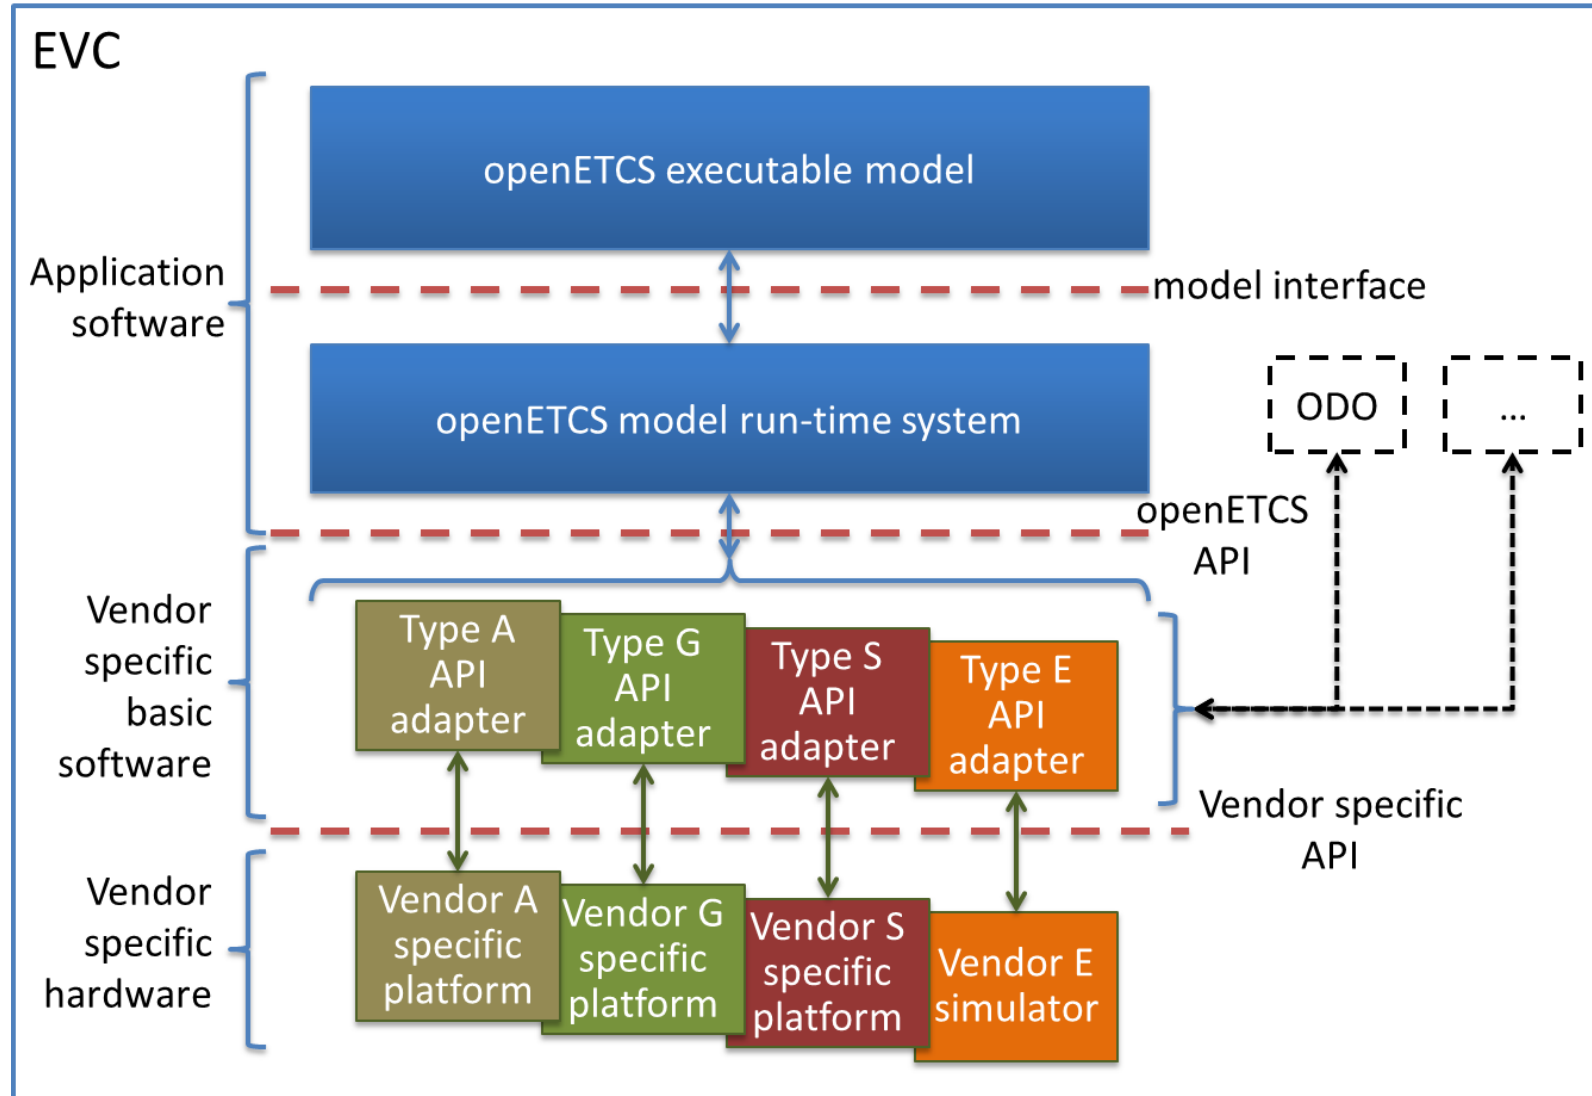 EVC
openETCS executable model
Application
software
model interface
openETCS model run-time system
ODO
...
openETCS
API
Vendor
specific
basic
software
Type A
API
adapter
Type G
API
adapter
Type S
API
adapter
Type E
API
adapter
Vendor specific
API
Vendor
specific
hardware
Vendor A
specific
platform
Vendor G
specific
platform
Vendor S
specific
platform
Vendor E
simulator